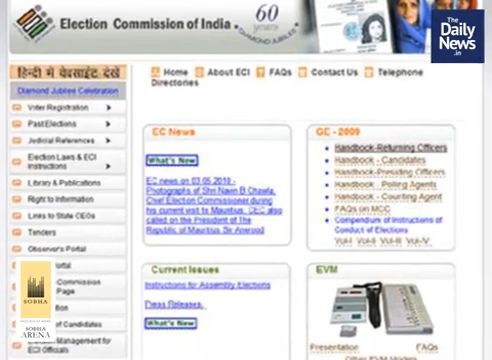 Election Commission of India
60
years
DIAMOND JUBILEE
The
Daily
News
.in
हिन्दी में वेबसाईट देखें
Home About ECI FAQs Contact Us Telephone
Directories
Diamond Jubilee Celebration
Voter Registration
Past Elections
Judicial References
Election Laws & ECI
Instructions
Library & Publications
Right to Information
Links to State CEOs
Tenders
Observer's Portal
ortal
Commission
Page
tion
of Candidates
Management for
ECI Officials
SOBHA
SOBHA
ARENA
EC News
What's New
EC news on 03.05.2010 -
Photographs of Shri Navin B Chawla,
Chief Election Commissioner during
his current visit to Mauritius. CEC also
called on the President of The
Republic of Mauritius Sir Anerood
GE - 2009
Handbook-Returning Officers
Handbook - Candidates
Handbook-Presiding Officers
Handbook - Polling Agents
Handbook - Counting Agent
FAQs on MCC
Compendium of Instructions of
Conduct of Elections
Vol-I Vol-II Vol-III Vol-IV
Current Issues
Instructions for Assembly Elections
Press Releases,
What's New
EVM
Presentation FAQs
Other EVM Modern